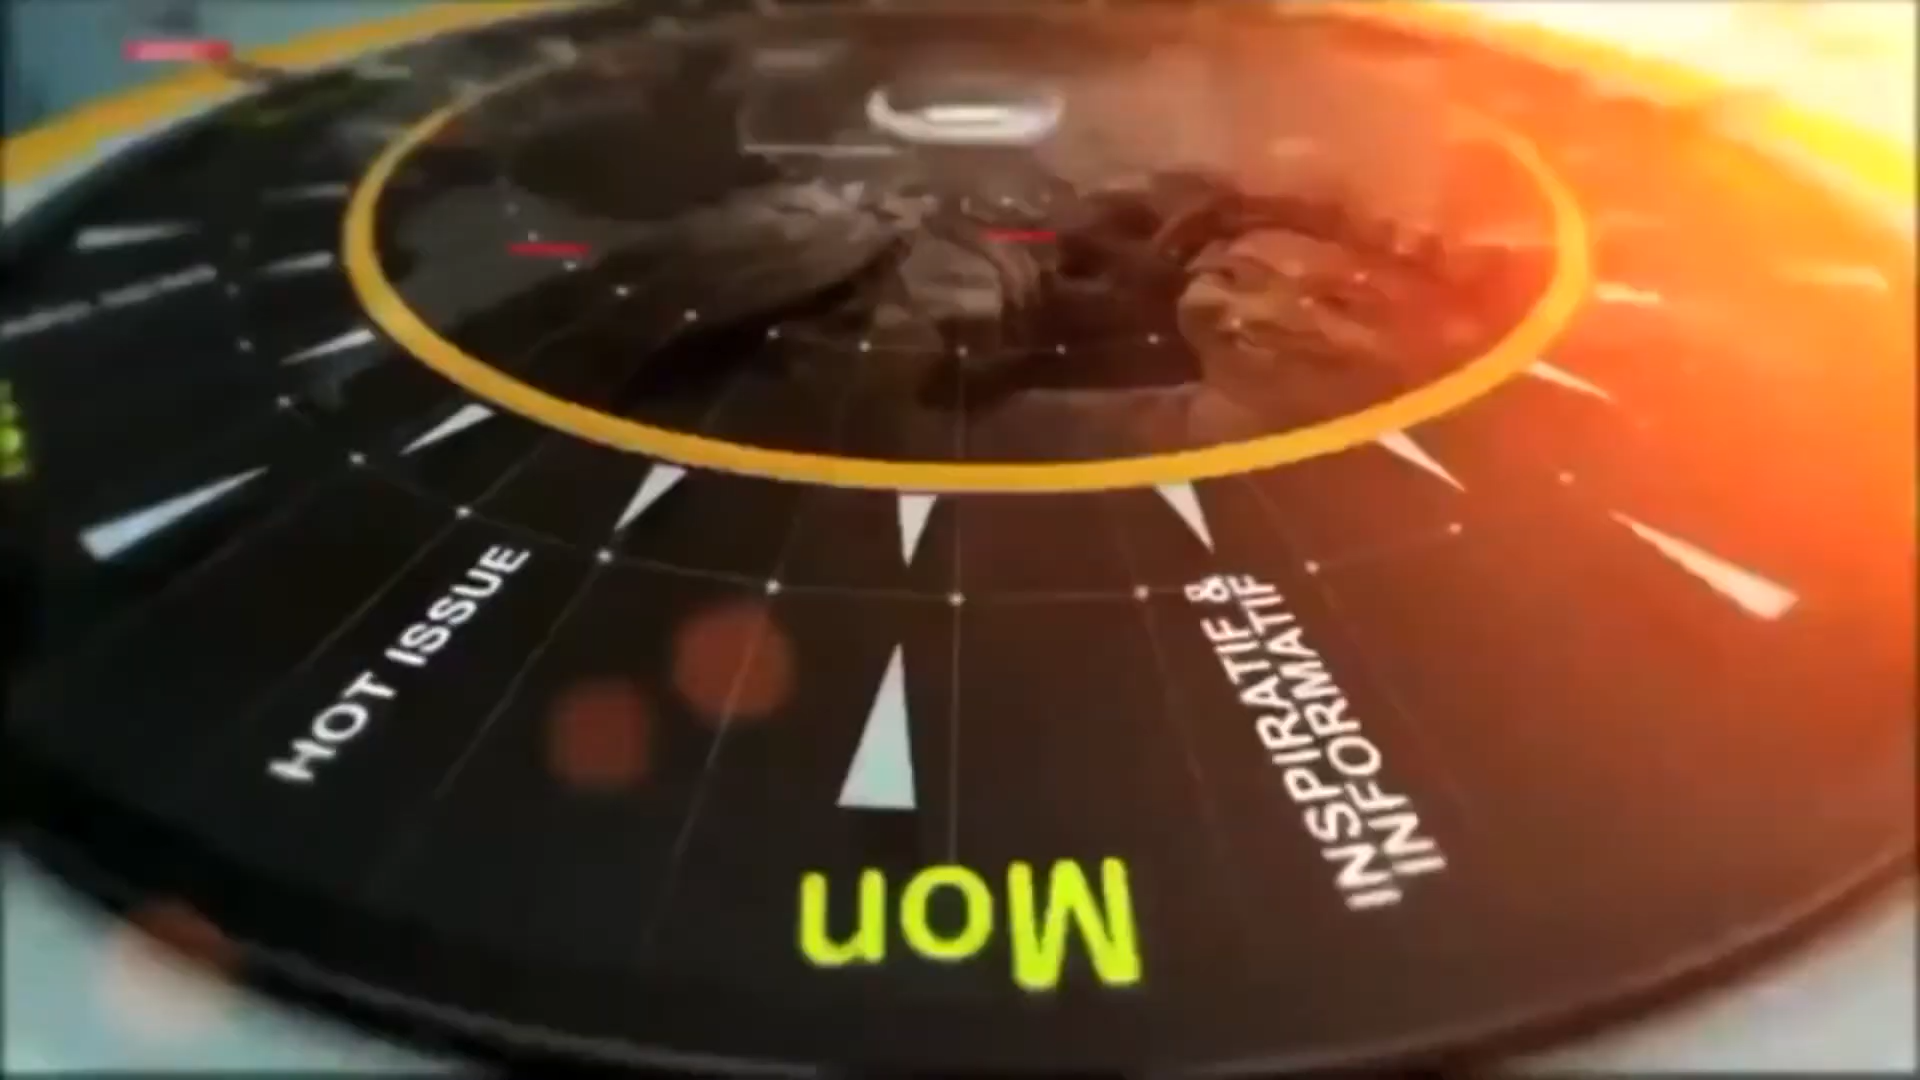 HOT ISSUE
INSPIRATIF &
INFORMATIF
Mon